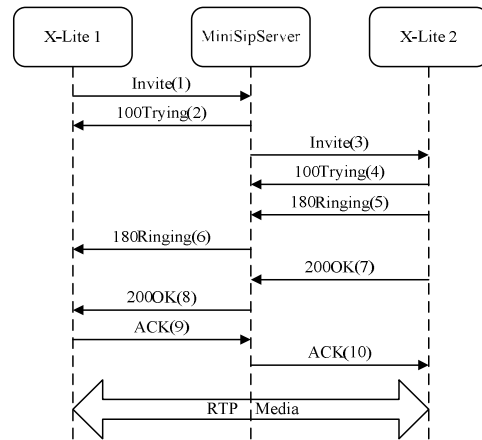 X-Lite 1
MiniSipServer
X-Lite 2
Invite(1)
100Trying(2)
Invite(3)
100Trying(4)
180Ringing(5)
180Ringing(6)
200OK(7)
200OK(8)
ACK(9)
ACK(10)
RTP Media